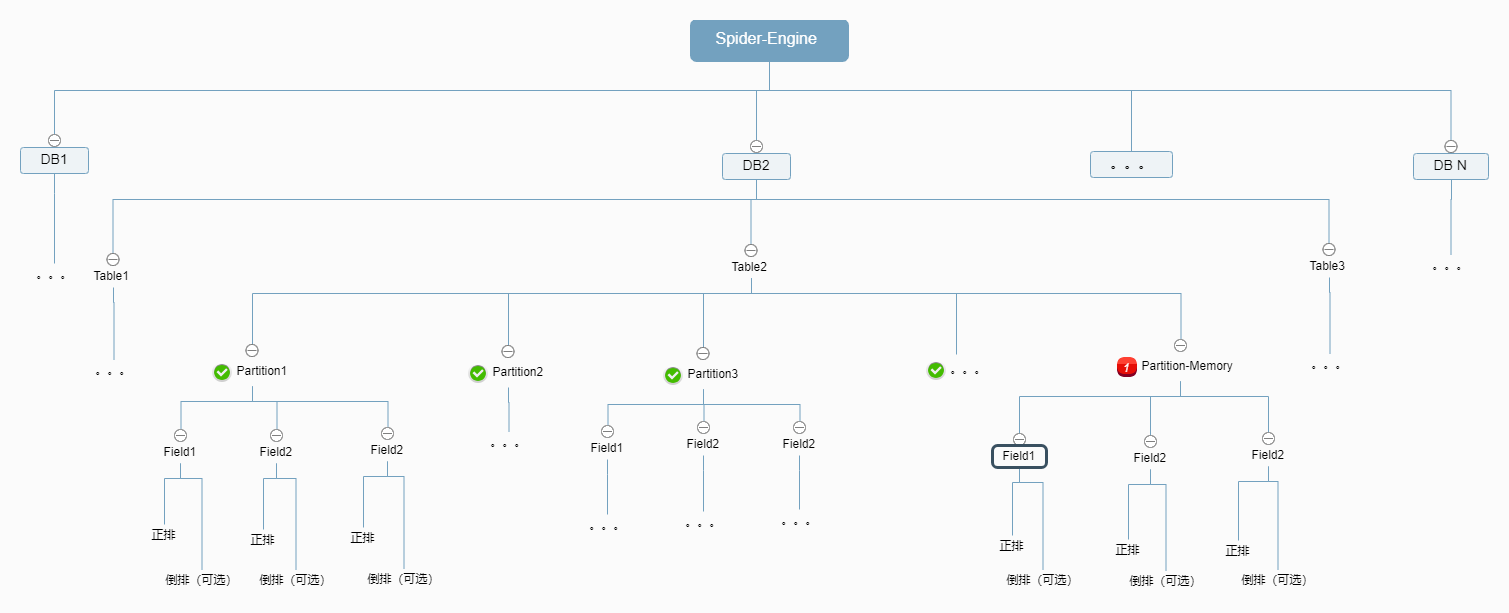 Spider-Engine
DB1
DB2
。。。
DB N
。。。
Table1
Table2
Table3
。。。
。。。
Partition1
Partition2
Partition3
。。。
1
Partition-Memory
。。。
Field1
Field2
Field2
。。。
Field1
Field2
Field2
Field1
Field2
Field2
。。。
。。。
。。。
正排
正排
正排
正排
正排
正排
倒排（可选）
倒排（可选）
倒排（可选）
倒排（可选）
倒排（可选）
倒排（可选）